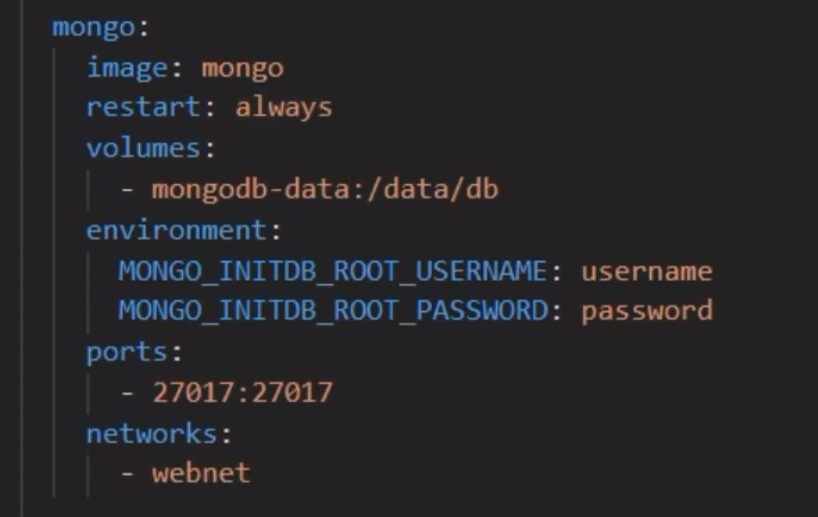 mongo:
image: mongo
restart: always
volumes:
- mongodb-data:/data/db
environment:
MONGO_INITDB_ROOT_USERNAME: username
MONGO_INITDB_ROOT_PASSWORD: password
ports:
- 27017:27017
networks:
- webnet